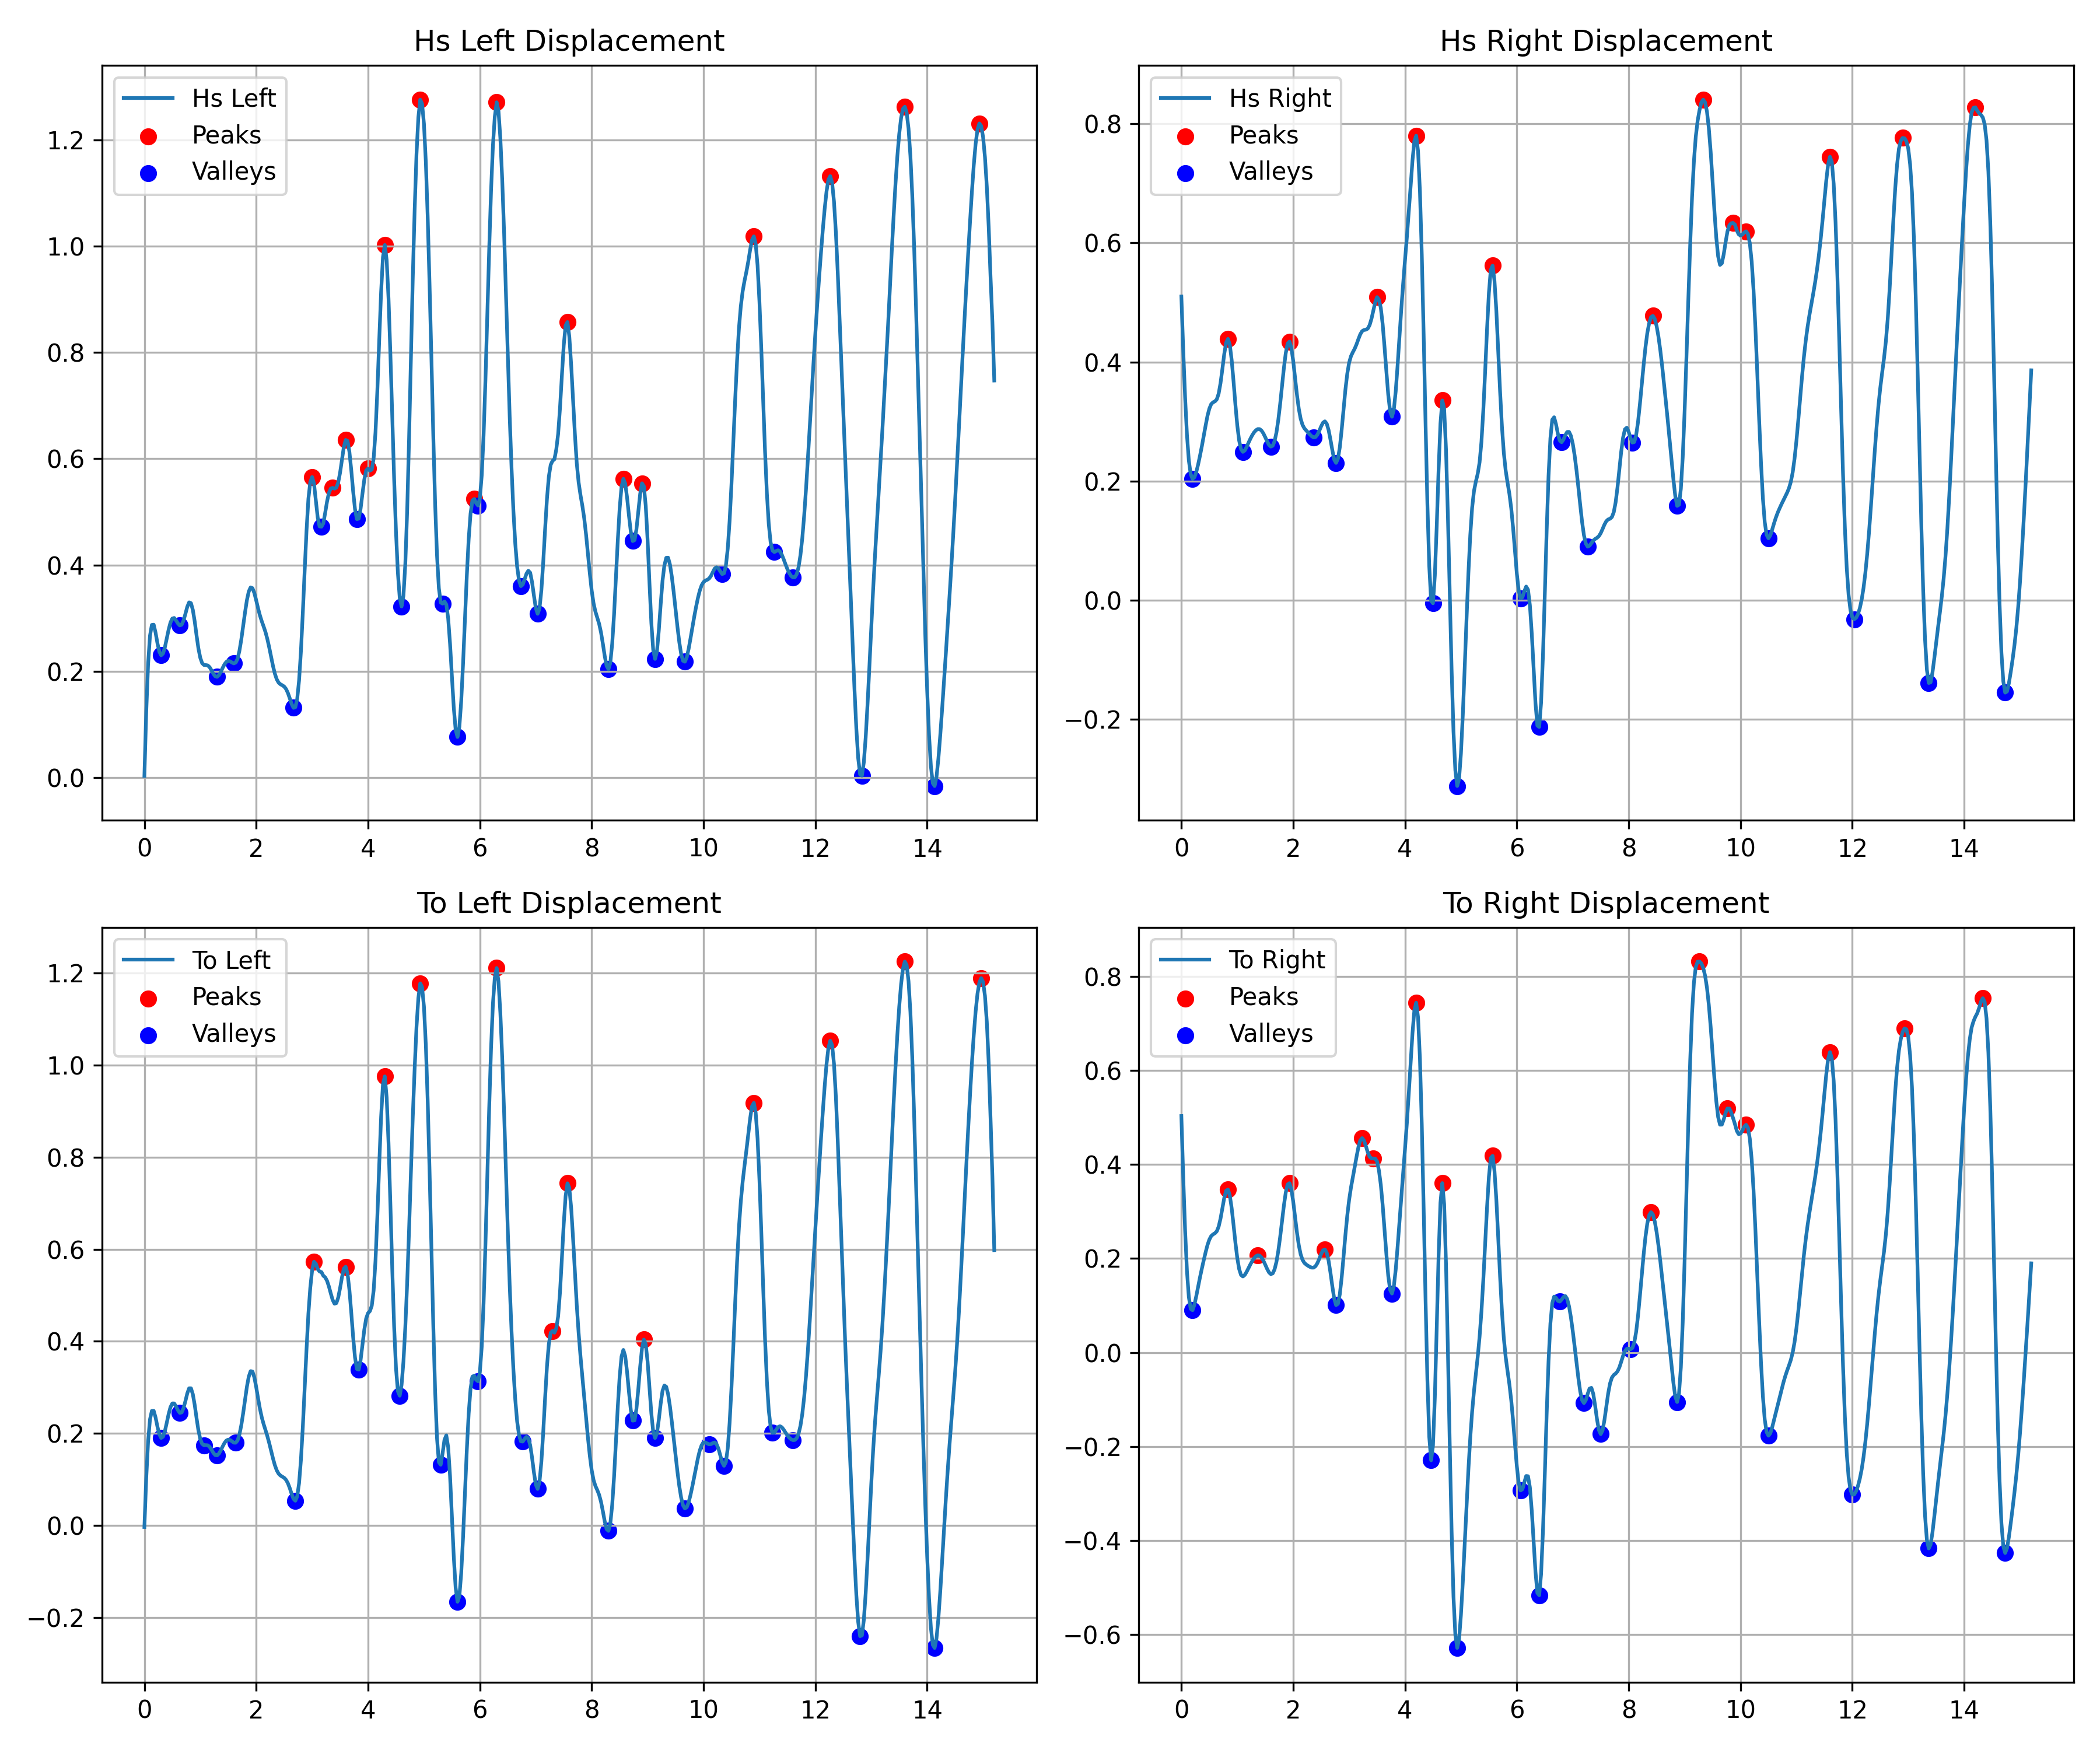 Hs Left Displacement
Hs Left
Peaks
Valleys
1.2
1.0
0.8
0.6
0.4
0.2
0.0
0 2 4 6 8 10 12 14
Hs Right Displacement
Hs Right
Peaks
Valleys
0.8
0.6
0.4
0.2
0.0
−0.2
0 2 4 6 8 10 12 14
To Left Displacement
To Left
Peaks
Valleys
1.2
1.0
0.8
0.6
0.4
0.2
0.0
−0.2
0 2 4 6 8 10 12 14
To Right Displacement
To Right
Peaks
Valleys
0.8
0.6
0.4
0.2
0.0
−0.2
−0.4
−0.6
0 2 4 6 8 10 12 14